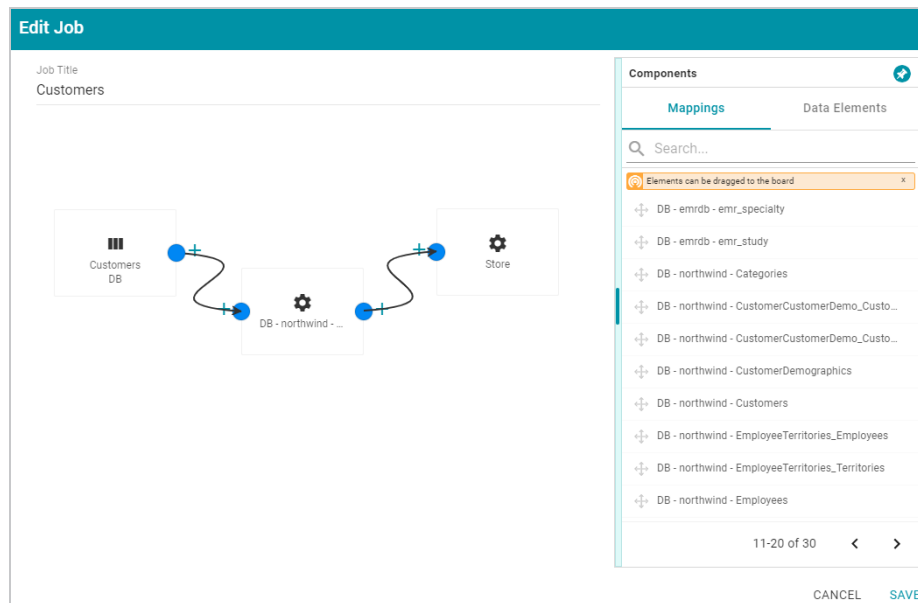 Edit Job
Job Title
Customers
Customers
DB
DB - northwind - ...
Store
Components
Mappings
Data Elements
Search...
Elements can be dragged to the board
x
DB - emrdb - emr_specialty
DB - emrdb - emr_study
DB - northwind - Categories
DB - northwind - CustomerCustomerDemo_Custo...
DB - northwind - CustomerCustomerDemo_Custo...
DB - northwind - CustomerDemographics
DB - northwind - Customers
DB - northwind - EmployeeTerritories_Employees
DB - northwind - EmployeeTerritories_Territories
DB - northwind - Employees
11-20 of 30
CANCEL
SAVE